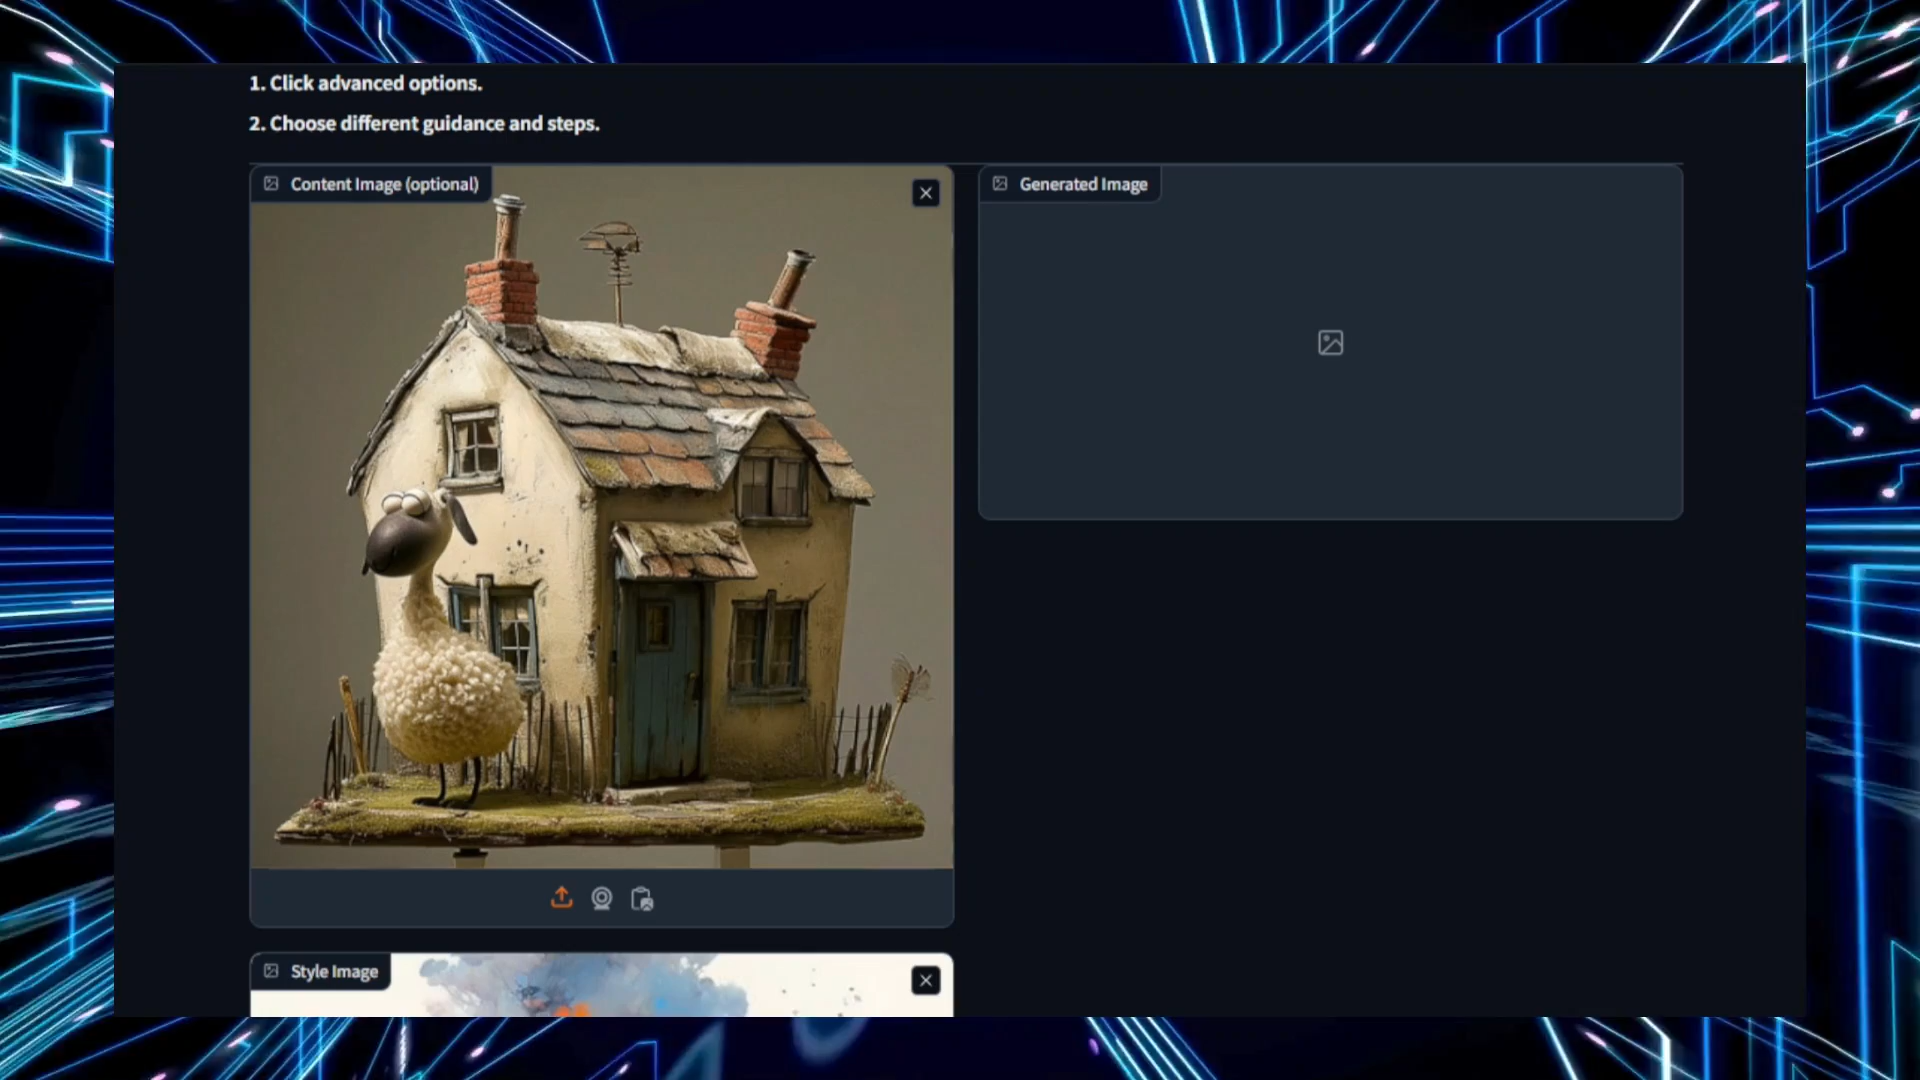 1. Click advanced options.
2. Choose different guidance and steps.
Content Image (optional)
Generated Image
Style Image